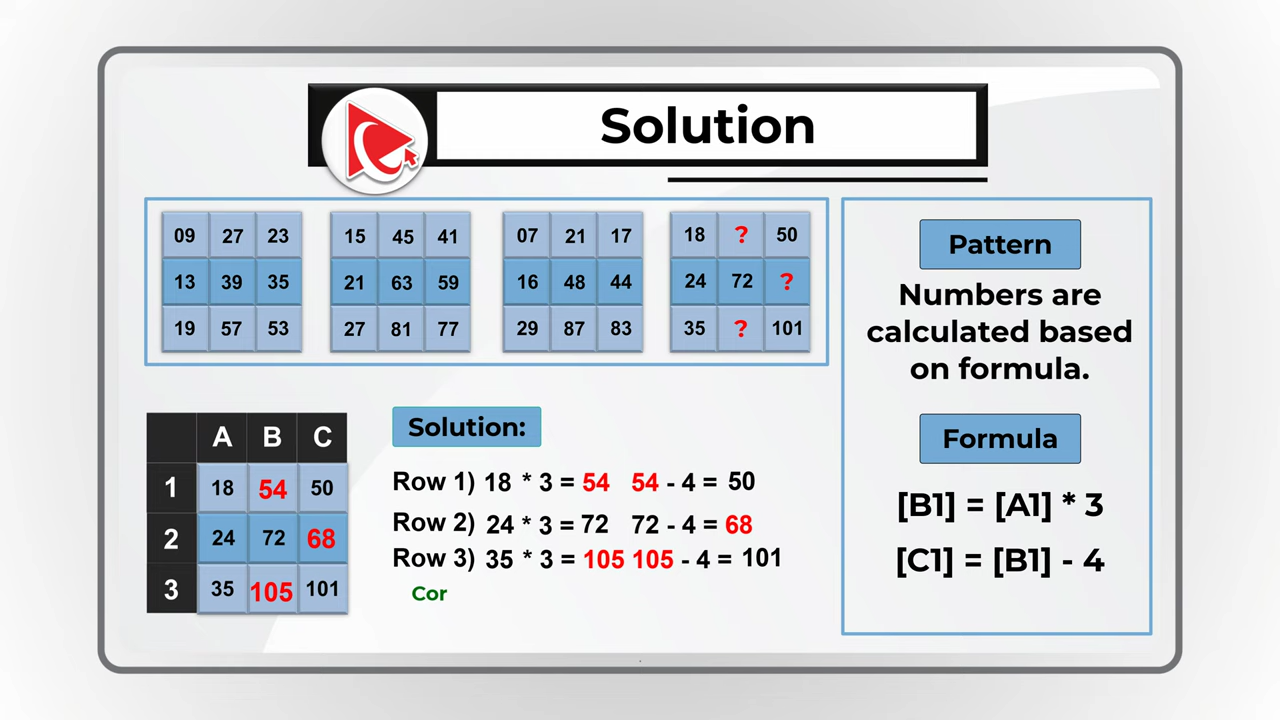 Solution
09 27 23 15 45 41 07 21 17 18 ? 50
13 39 35 21 63 59 16 48 44 24 72 ?
19 57 53 27 81 77 29 87 83 35 ? 101
Pattern
Numbers are
calculated based
on formula.
Formula
[B1] = [A1] * 3
[C1] = [B1] - 4
A B C
1 18 54 50
2 24 72 68
3 35 105 101
Solution:
Row 1) 18 * 3 = 54 54 - 4 = 50
Row 2) 24 * 3 = 72 72 - 4 = 68
Row 3) 35 * 3 = 105 105 - 4 = 101
Cor